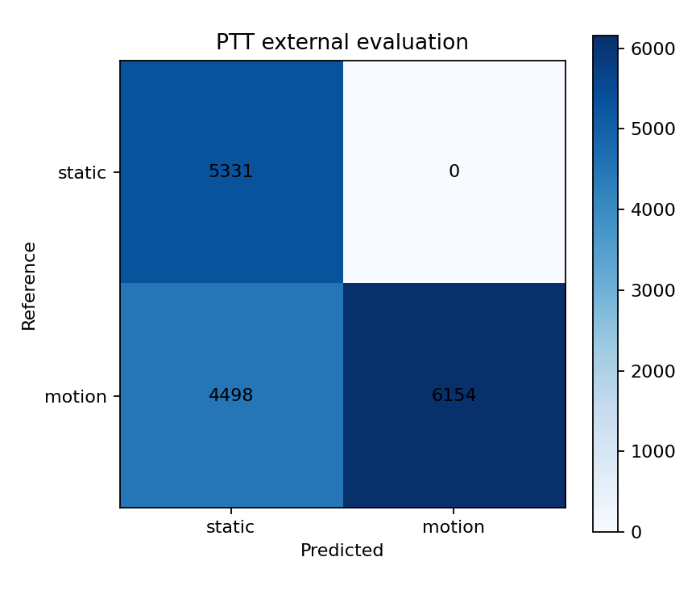 PTT external evaluation
static
5331
0
motion
4498
6154
Reference
static
motion
Predicted
6000
5000
4000
3000
2000
1000
0